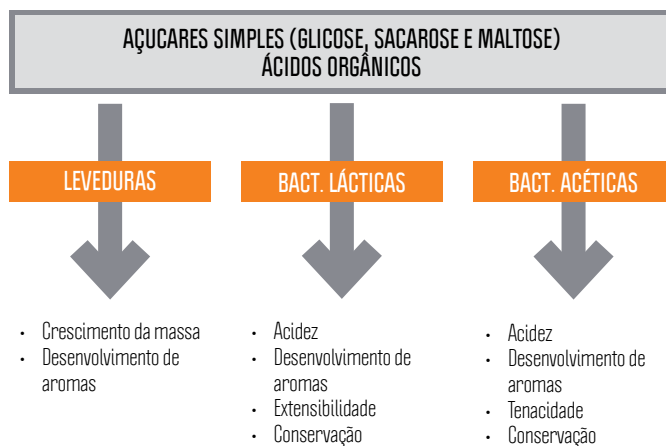 AÇUCARES SIMPLES (GLICOSE, SACAROSE E MALTOSE)
ÁCIDOS ORGÂNICOS
LEVEDURAS
BACT. LÁCTICAS
BACT. ACÉTICAS
• Crescimento da massa
• Desenvolvimento de
aromas
• Acidez
• Desenvolvimento de
aromas
• Extensibilidade
• Conservação
• Acidez
• Desenvolvimento de
aromas
• Tenacidade
• Conservação